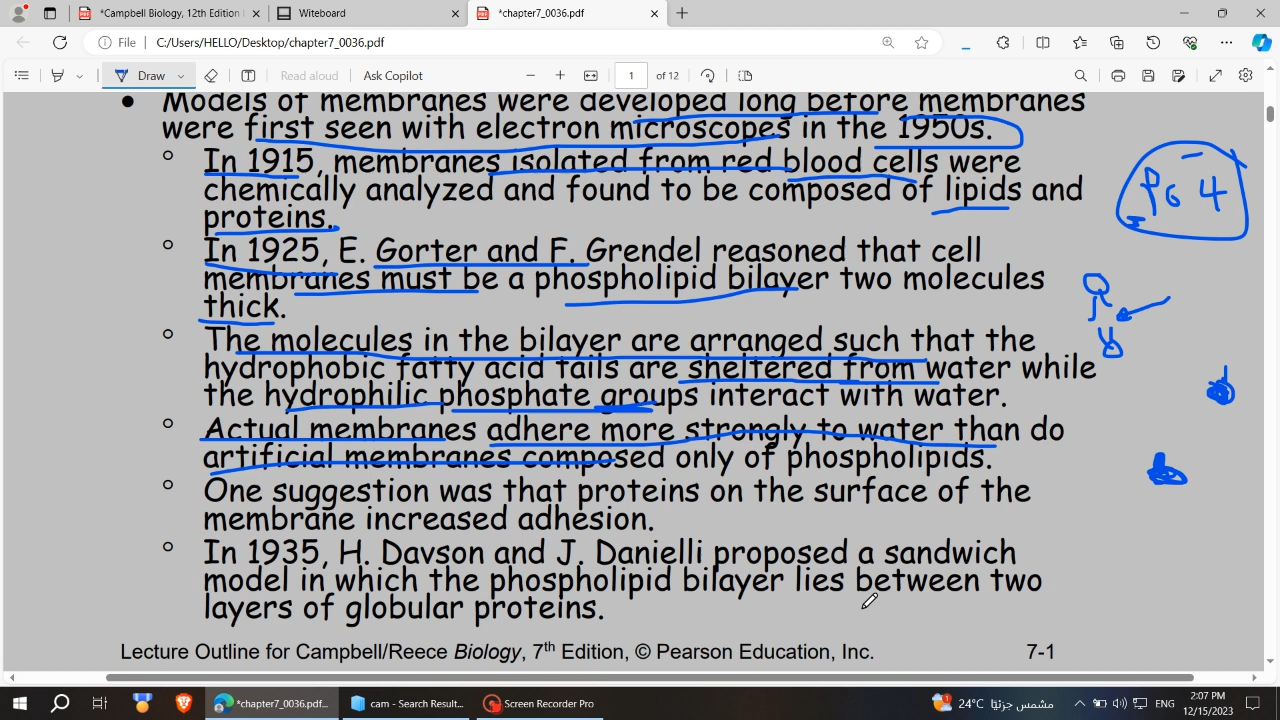 *Campbell Biology, 12th Edition
Witeboard
*chapter7_0036.pdf
File
C:/Users/HELLO/Desktop/chapter7_0036.pdf
Draw
Read aloud
Ask Copilot
1 of 12
• Models of membranes were developed long before membranes
were first seen with electron microscopes in the 1950s.
° In 1915, membranes isolated from red blood cells were
chemically analyzed and found to be composed of lipids and
proteins.
° In 1925, E. Gorter and F. Grendel reasoned that cell
membranes must be a phospholipid bilayer two molecules
thick.
° The molecules in the bilayer are arranged such that the
hydrophobic fatty acid tails are sheltered from water while
the hydrophilic phosphate groups interact with water.
° Actual membranes adhere more strongly to water than do
artificial membranes composed only of phospholipids.
° One suggestion was that proteins on the surface of the
membrane increased adhesion.
° In 1935, H. Davson and J. Danielli proposed a sandwich
model in which the phospholipid bilayer lies between two
layers of globular proteins.
PG 4
Lecture Outline for Campbell/Reece Biology, 7th Edition, © Pearson Education, Inc.
7-1
*chapter7_0036.pdf...
cam - Search Result...
Screen Recorder Pro
1
24°C مشمس جزئيًا
ENG
2:07 PM
12/15/2023